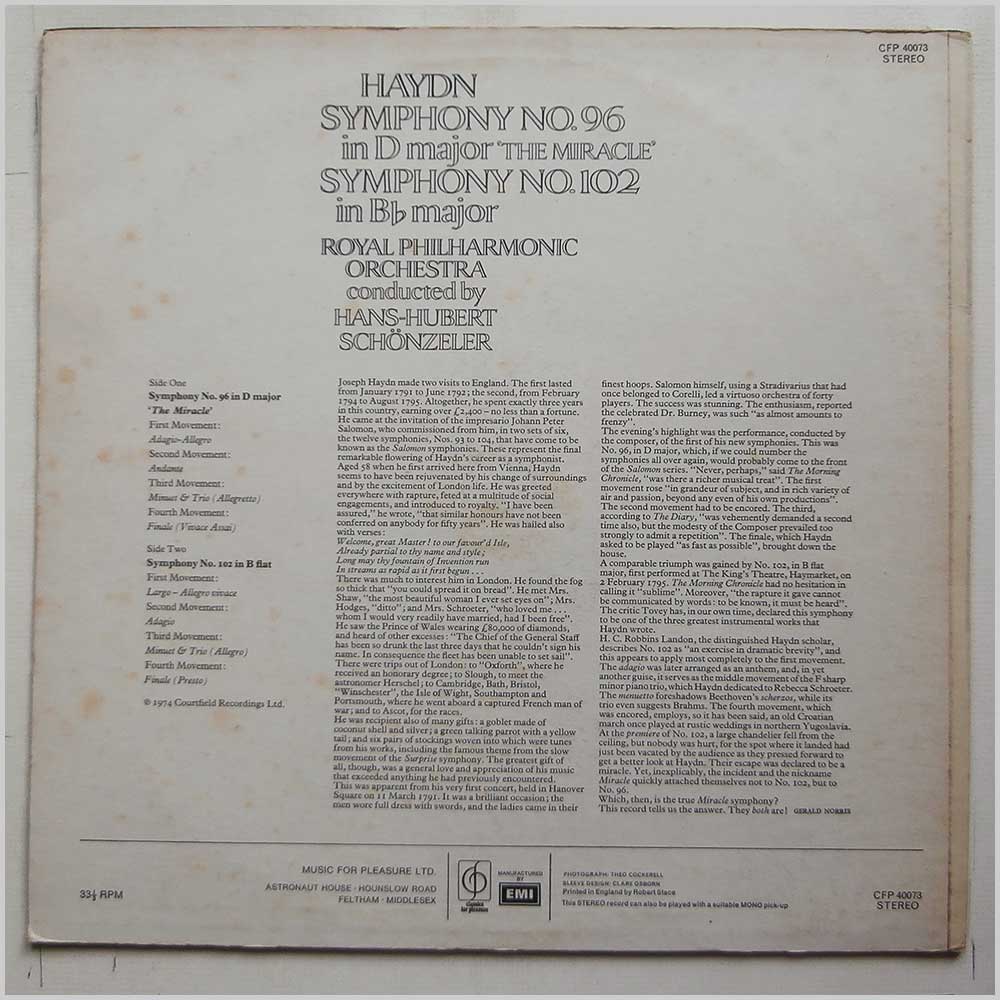 CFP 40073
STEREO
HAYDN
SYMPHONY NO. 96
in D major 'THE MIRACLE'
SYMPHONY NO. 102
in B♭ major
ROYAL PHILHARMONIC
ORCHESTRA
conducted by
HANS-HUBERT
SCHÖNZELER
Side One
Symphony No. 96 in D major
'The Miracle'
First Movement:
Adagio-Allegro
Second Movement:
Andante
Third Movement:
Minuet & Trio (Allegretto)
Fourth Movement:
Finale (Vivace Assai)
Side Two
Symphony No. 102 in B flat
First Movement:
Largo – Allegro vivace
Second Movement:
Adagio
Third Movement:
Minuet & Trio (Allegro)
Fourth Movement:
Finale (Presto)
℗ 1974 Courtfield Recordings Ltd.
Joseph Haydn made two visits to England. The first lasted
from January 1791 to June 1792; the second, from February
1794 to August 1795. Altogether, he spent exactly three years
in this country, earning over £2,400 – no less than a fortune.
He came at the invitation of the impresario Johann Peter
Salomon, who commissioned from him, in two sets of six,
the twelve symphonies, Nos. 93 to 104, that have come to be
known as the Salomon symphonies. These represent the final
remarkable flowering of Haydn's career as a symphonist.
Aged 58 when he first arrived here from Vienna, Haydn
seems to have been rejuvenated by his change of surroundings
and by the excitement of London life. He was greeted
everywhere with rapture, feted at a multitude of social
engagements, and introduced to royalty. "I have been
assured," he wrote, "that similar honours have not been
conferred on anybody for fifty years". He was hailed also
with verses:
Welcome, great Master! to our favour'd Isle,
Already partial to thy name and style;
Long may thy fountain of Invention run
In streams as rapid as it first begun . . .
There was much to interest him in London. He found the fog
so thick that "you could spread it on bread". He met Mrs.
Shaw, "the most beautiful woman I ever set eyes on"; Mrs.
Hodges, "ditto"; and Mrs. Schroeter, "who loved me . . .
whom I would very readily have married, had I been free".
He saw the Prince of Wales wearing £80,000 of diamonds,
and heard of other excesses: "The Chief of the General Staff
has been so drunk the last three days that he couldn't sign his
name. In consequence the fleet has been unable to set sail".
There were trips out of London: to "Oxforth", where he
received an honorary degree; to Slough, to meet the
astronomer Herschel; to Cambridge, Bath, Bristol,
"Winschester", the Isle of Wight, Southampton and
Portsmouth, where he went aboard a captured French man of
war; and to Ascot, for the races.
He was recipient also of many gifts: a goblet made of
coconut shell and silver; a green talking parrot with a yellow
tail; and six pairs of stockings woven into which were tunes
from his works, including the famous theme from the slow
movement of the Surprise symphony. The greatest gift of
all, though, was a general love and appreciation of his music
that exceeded anything he had previously encountered.
This was apparent from his very first concert, held in Hanover
Square on 11 March 1791. It was a brilliant occasion; the
men wore full dress with swords, and the ladies came in their
finest hoops. Salomon himself, using a Stradivarius that had
once belonged to Corelli, led a virtuoso orchestra of forty
players. The success was stunning. The enthusiasm, reported
the celebrated Dr. Burney, was such "as almost amounts to
frenzy".
The evening's highlight was the performance, conducted by
the composer, of the first of his new symphonies. This was
No. 96, in D major, which, if we could number the
symphonies all over again, would probably come to the front
of the Salomon series. "Never, perhaps," said The Morning
Chronicle, "was there a richer musical treat". The first
movement rose "in grandeur of subject, and in rich variety of
air and passion, beyond any even of his own productions".
The second movement had to be encored. The third,
according to The Diary, "was vehemently demanded a second
time also, but the modesty of the Composer prevailed too
strongly to admit a repetition". The finale, which Haydn
asked to be played "as fast as possible", brought down the
house.
A comparable triumph was gained by No. 102, in B flat
major, first performed at The King's Theatre, Haymarket, on
2 February 1795. The Morning Chronicle had no hesitation in
calling it "sublime". Moreover, "the rapture it gave cannot
be communicated by words: to be known, it must be heard".
The critic Tovey has, in our own time, declared this symphony
to be one of the three greatest instrumental works that
Haydn wrote.
H. C. Robbins Landon, the distinguished Haydn scholar,
describes No. 102 as "an exercise in dramatic brevity", and
this appears to apply most completely to the first movement.
The adagio was later arranged as an anthem, and, in yet
another guise, it serves as the middle movement of the F sharp
minor piano trio, which Haydn dedicated to Rebecca Schroeter.
The menuetto foreshadows Beethoven's scherzos, while its
trio even suggests Brahms. The fourth movement, which
was encored, employs, so it has been said, an old Croatian
march once played at rustic weddings in northern Yugoslavia.
At the premiere of No. 102, a large chandelier fell from the
ceiling, but nobody was hurt, for the spot where it landed had
just been vacated by the audience as they pressed forward to
get a better look at Haydn. Their escape was declared to be a
miracle. Yet, inexplicably, the incident and the nickname
Miracle quickly attached themselves not to No. 102, but to
No. 96.
Which, then, is the true Miracle symphony?
This record tells us the answer. They both are! GERALD NORRIS
33⅓ RPM
MUSIC FOR PLEASURE LTD.
ASTRONAUT HOUSE · HOUNSLOW ROAD
FELTHAM · MIDDLESEX
classics
for pleasure
MANUFACTURED
BY
EMI
PHOTOGRAPH: THEO COCKERELL
SLEEVE DESIGN: CLARE OSBORN
Printed in England by Robert Stace
This STEREO record can also be played with a suitable MONO pick-up
CFP 40073
STEREO